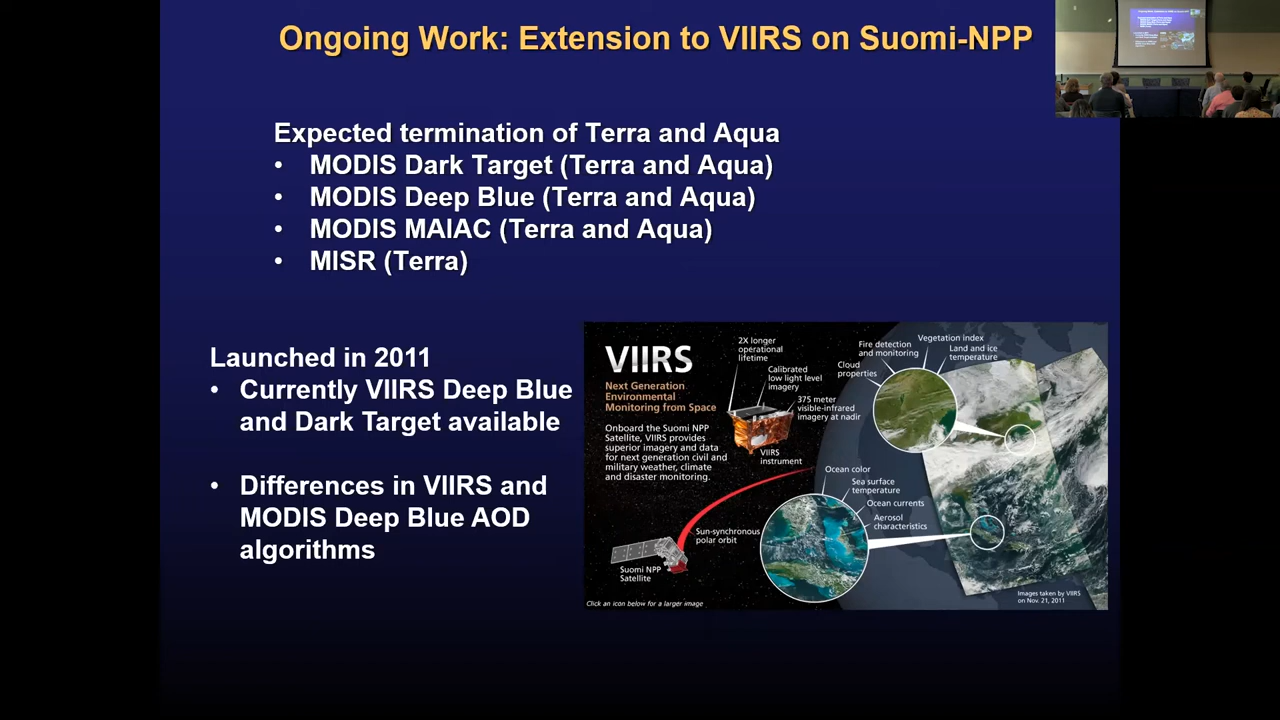 Ongoing Work: Extension to VIIRS on Suomi-NPP
Expected termination of Terra and Aqua
• MODIS Dark Target (Terra and Aqua)
• MODIS Deep Blue (Terra and Aqua)
• MODIS MAIAC (Terra and Aqua)
• MISR (Terra)
Launched in 2011
• Currently VIIRS Deep Blue
and Dark Target available
• Differences in VIIRS and
MODIS Deep Blue AOD
algorithms
VIIRS
Next Generation
Environmental
Monitoring from Space
Onboard the Suomi NPP
Satellite, VIIRS provides
superior imagery and data
for next generation civil and
military weather, climate
and disaster monitoring.
2X longer
operational
lifetime
Calibrated
low light level
imagery
375 meter
visible-infrared
imagery at nadir
VIIRS
instrument
Fire detection
and monitoring
Vegetation index
Land and ice
temperature
Cloud
properties
Ocean color
Sea surface
temperature
Ocean currents
Aerosol
characteristics
Sun-synchronous
polar orbit
Suomi NPP
Satellite
Images taken by VIIRS
on Nov. 21, 2011
Click an icon below for a larger image